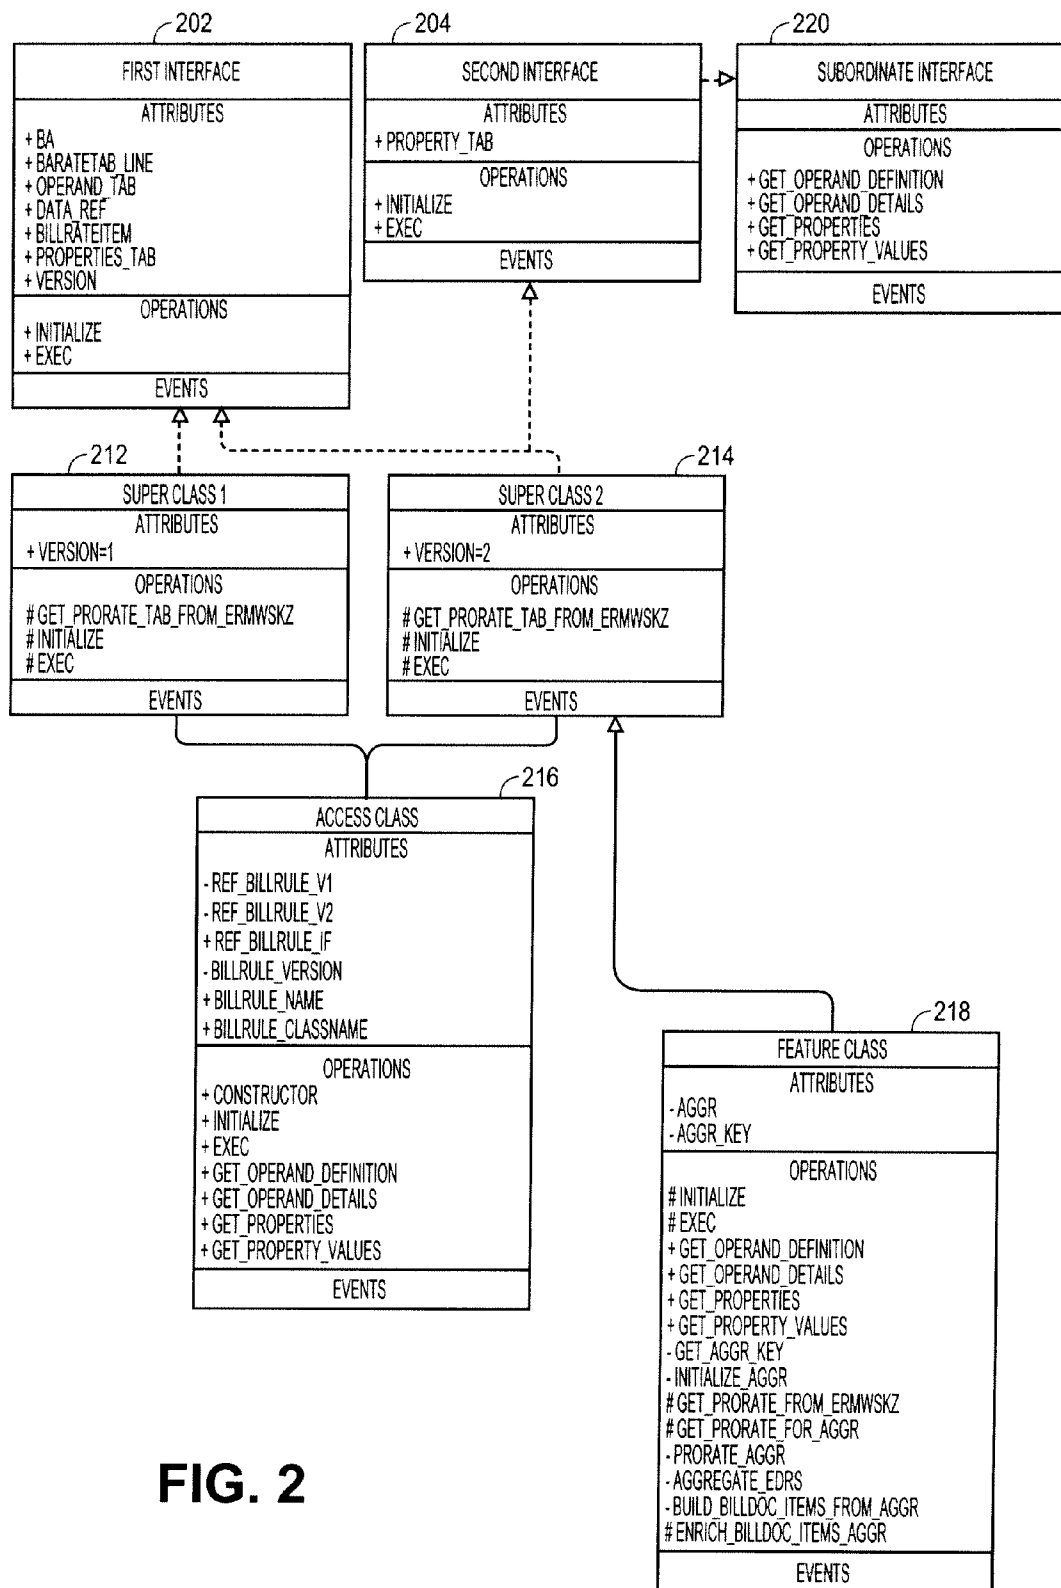 202
FIRST INTERFACE
ATTRIBUTES
+ BA
+ BARATETAB_LINE
+ OPERAND_TAB
+ DATA_REF
+ BILLRATEITEM
+ PROPERTIES_TAB
+ VERSION
OPERATIONS
+ INITIALIZE
+ EXEC
EVENTS
204
SECOND INTERFACE
ATTRIBUTES
+ PROPERTY_TAB
OPERATIONS
+ INITIALIZE
+ EXEC
EVENTS
220
SUBORDINATE INTERFACE
ATTRIBUTES
OPERATIONS
+ GET_OPERAND_DEFINITION
+ GET_OPERAND_DETAILS
+ GET_PROPERTIES
+ GET_PROPERTY_VALUES
EVENTS
212
SUPER CLASS 1
ATTRIBUTES
+ VERSION=1
OPERATIONS
# GET_PRORATE_TAB_FROM_ERMWSKZ
# INITIALIZE
# EXEC
EVENTS
214
SUPER CLASS 2
ATTRIBUTES
+ VERSION=2
OPERATIONS
# GET_PRORATE_TAB_FROM_ERMWSKZ
# INITIALIZE
# EXEC
EVENTS
216
ACCESS CLASS
ATTRIBUTES
- REF_BILLRULE_V1
- REF_BILLRULE_V2
+ REF_BILLRULE_IF
- BILLRULE_VERSION
+ BILLRULE_NAME
+ BILLRULE_CLASSNAME
OPERATIONS
+ CONSTRUCTOR
+ INITIALIZE
+ EXEC
+ GET_OPERAND_DEFINITION
+ GET_OPERAND_DETAILS
+ GET_PROPERTIES
+ GET_PROPERTY_VALUES
EVENTS
218
FEATURE CLASS
ATTRIBUTES
- AGGR
- AGGR_KEY
OPERATIONS
# INITIALIZE
# EXEC
+ GET_OPERAND_DEFINITION
+ GET_OPERAND_DETAILS
+ GET_PROPERTIES
+ GET_PROPERTY_VALUES
- GET_AGGR_KEY
- INITIALIZE_AGGR
# GET_PRORATE_FROM_ERMWSKZ
# GET_PRORATE_FOR_AGGR
- PRORATE_AGGR
- AGGREGATE_EDRS
- BUILD_BILLDOC_ITEMS_FROM_AGGR
# ENRICH_BILLDOC_ITEMS_AGGR
EVENTS
FIG. 2